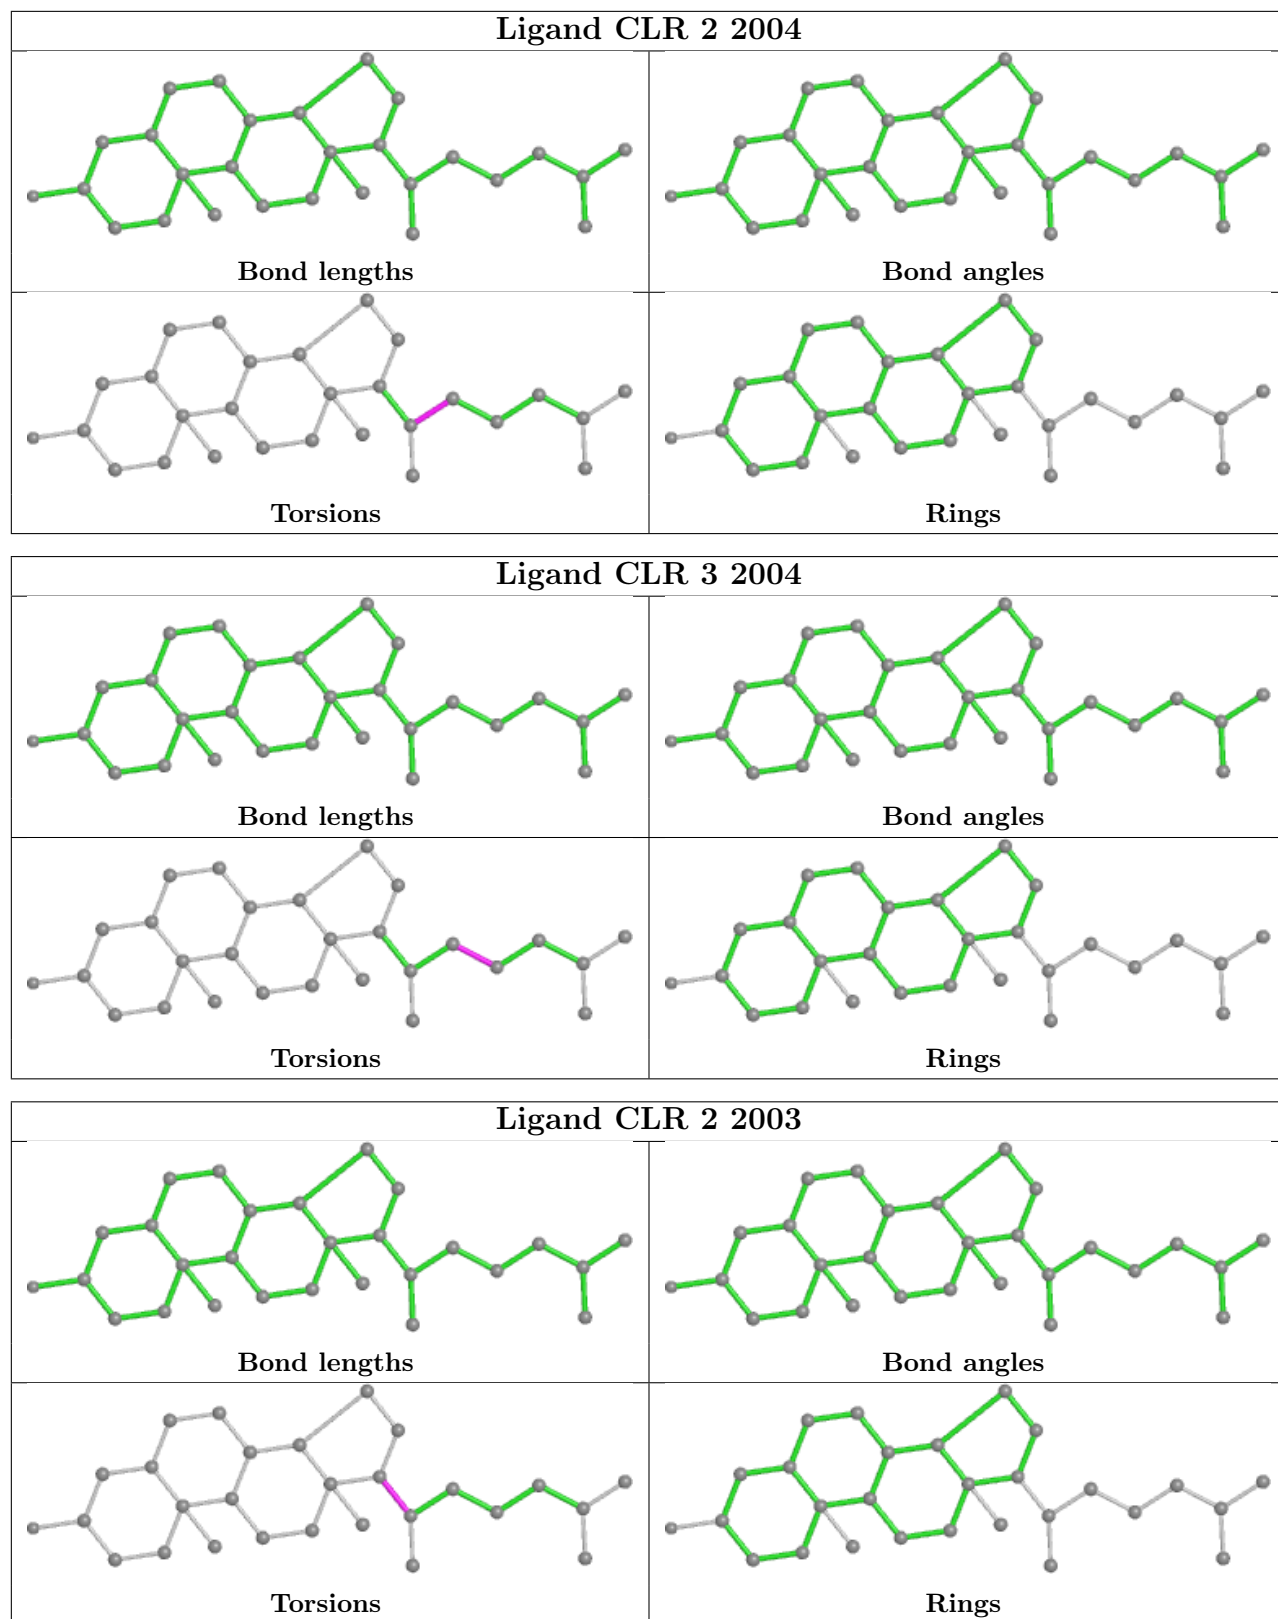 Ligand CLR 2 2004
Bond lengths
Bond angles
Torsions
Rings
Ligand CLR 3 2004
Bond lengths
Bond angles
Torsions
Rings
Ligand CLR 2 2003
Bond lengths
Bond angles
Torsions
Rings